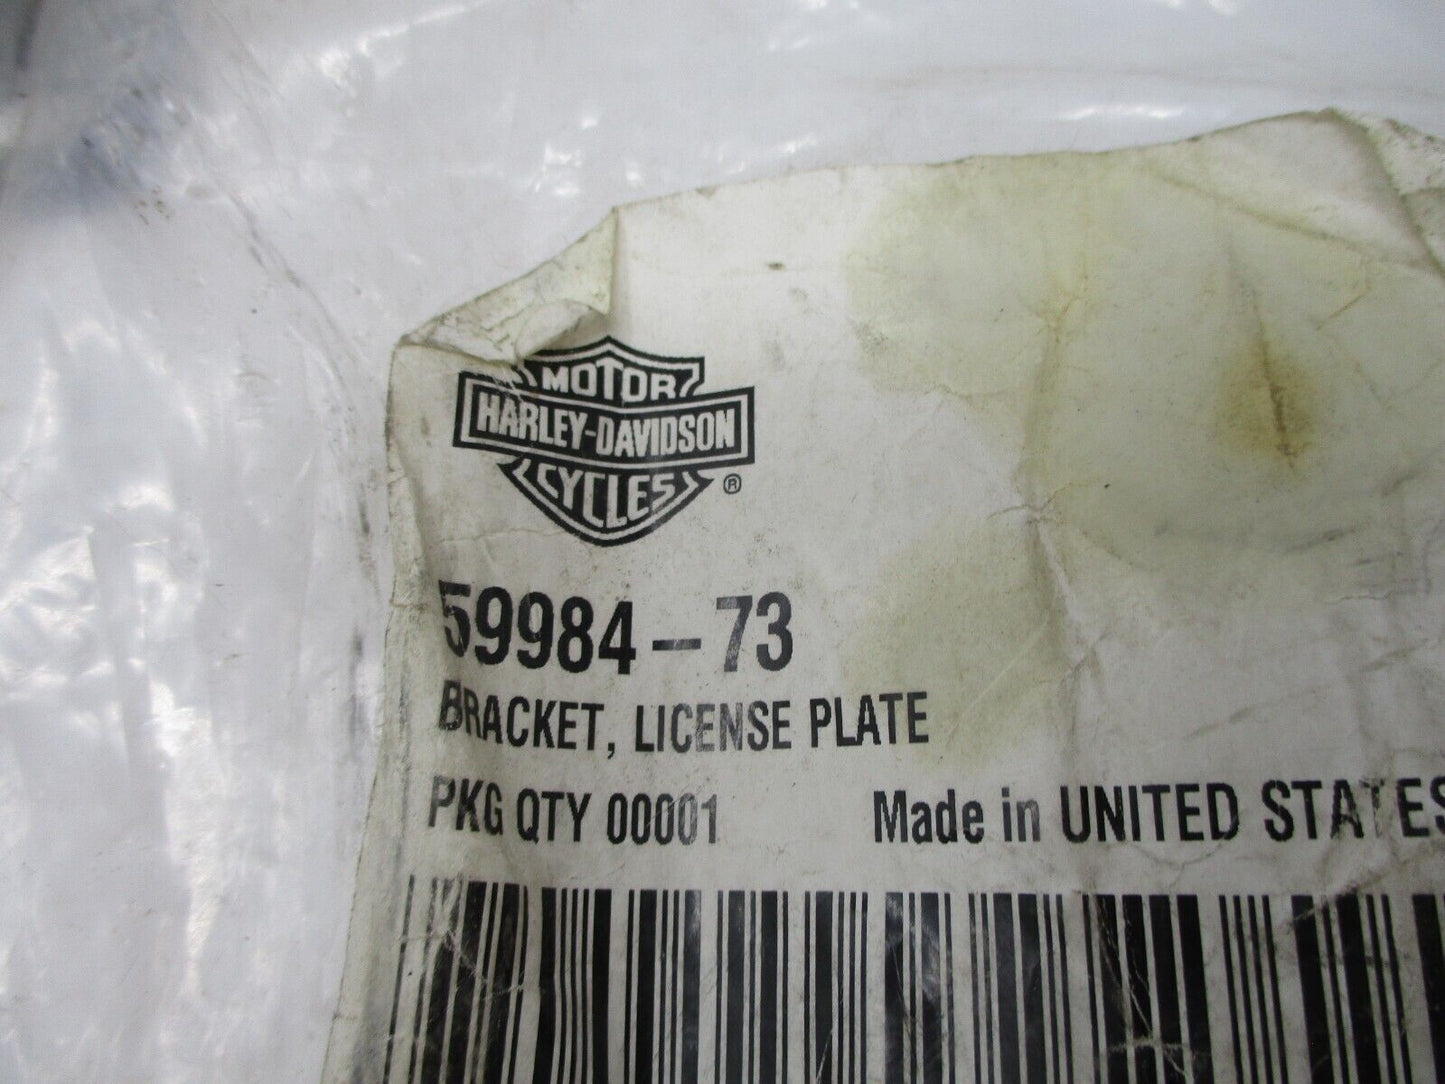 MOTOR
HARLEY-DAVIDSON
CYCLES ®
59984-73
BRACKET, LICENSE PLATE
PKG QTY 00001 Made in UNITED STATES